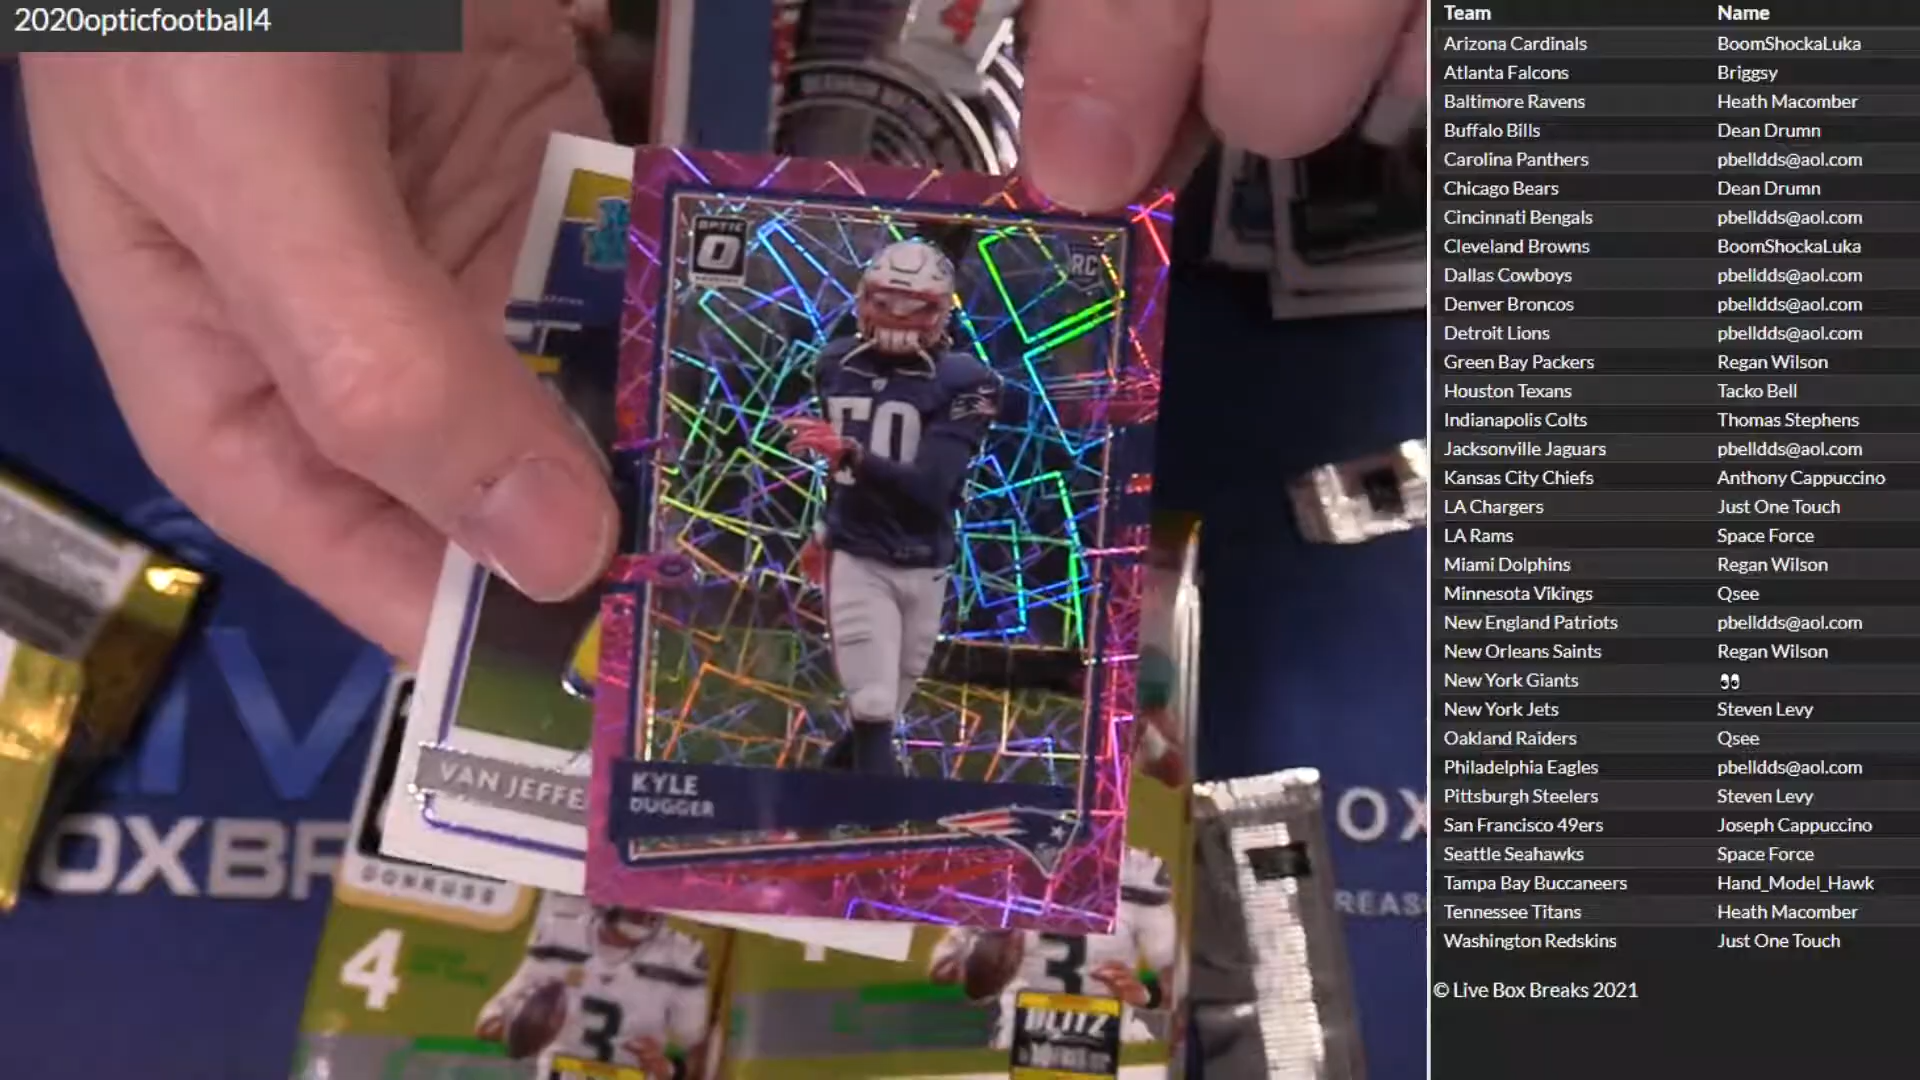 2020opticfootball4
Team Name
Arizona Cardinals BoomShockaLuka
Atlanta Falcons Briggsy
Baltimore Ravens Heath Macomber
Buffalo Bills Dean Drumn
Carolina Panthers pbelldds@aol.com
Chicago Bears Dean Drumn
Cincinnati Bengals pbelldds@aol.com
Cleveland Browns BoomShockaLuka
Dallas Cowboys pbelldds@aol.com
Denver Broncos pbelldds@aol.com
Detroit Lions pbelldds@aol.com
Green Bay Packers Regan Wilson
Houston Texans Tacko Bell
Indianapolis Colts Thomas Stephens
Jacksonville Jaguars pbelldds@aol.com
Kansas City Chiefs Anthony Cappuccino
LA Chargers Just One Touch
LA Rams Space Force
Miami Dolphins Regan Wilson
Minnesota Vikings Qsee
New England Patriots pbelldds@aol.com
New Orleans Saints Regan Wilson
New York Giants 👀
New York Jets Steven Levy
Oakland Raiders Qsee
Philadelphia Eagles pbelldds@aol.com
Pittsburgh Steelers Steven Levy
San Francisco 49ers Joseph Cappuccino
Seattle Seahawks Space Force
Tampa Bay Buccaneers Hand_Model_Hawk
Tennessee Titans Heath Macomber
Washington Redskins Just One Touch
© Live Box Breaks 2021
OPTIC
RC
50
KYLE
DUGGER
VAN JEFFE
DONRUSS
4
3
3
BLITZ
OXBR
OX
REAS